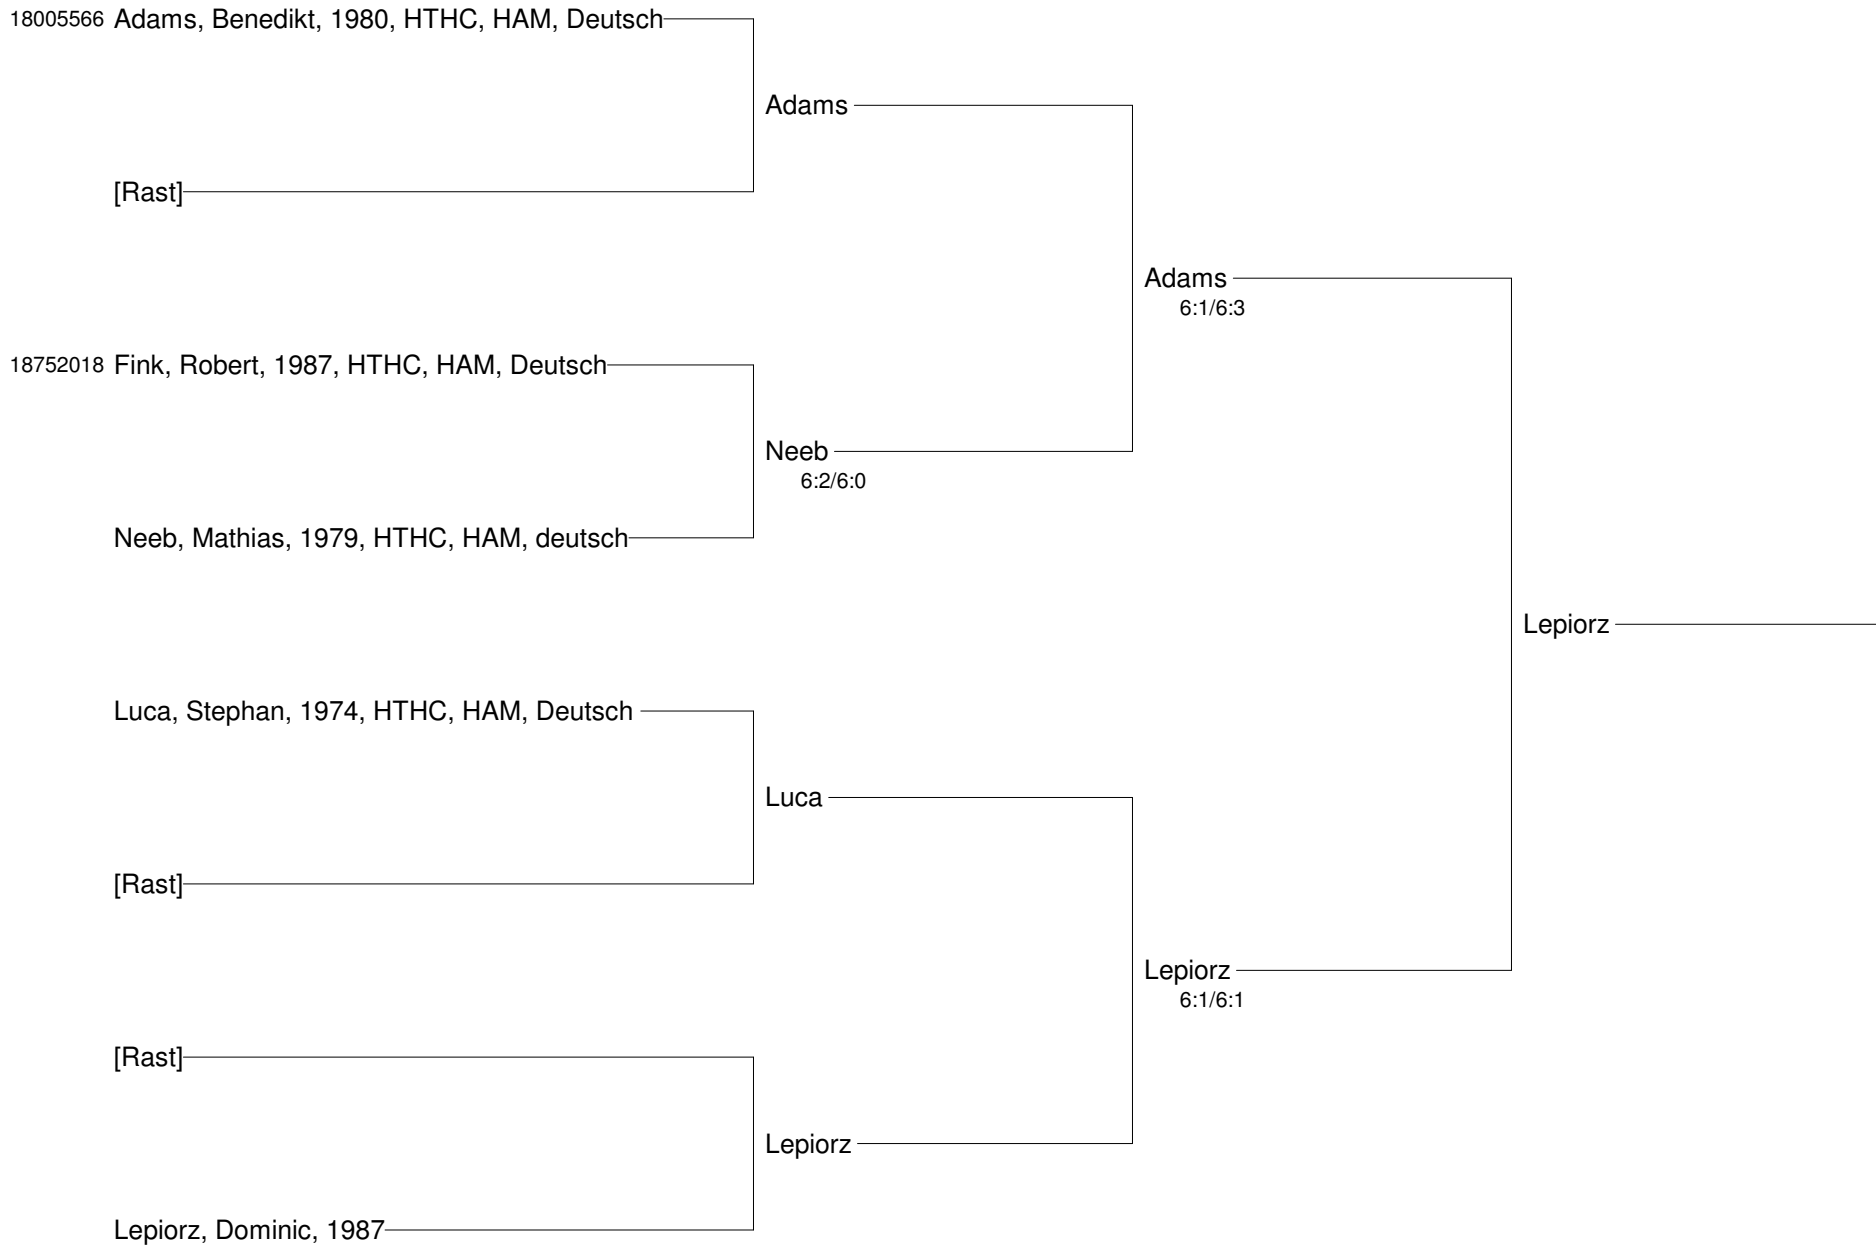 18005566 Adams, Benedikt, 1980, HTHC, HAM, Deutsch
Adams
[Rast]
Adams
6:1/6:3
18752018 Fink, Robert, 1987, HTHC, HAM, Deutsch
Neeb
6:2/6:0
Neeb, Mathias, 1979, HTHC, HAM, deutsch
Lepiorz
Luca, Stephan, 1974, HTHC, HAM, Deutsch
Luca
[Rast]
Lepiorz
6:1/6:1
[Rast]
Lepiorz
Lepiorz, Dominic, 1987